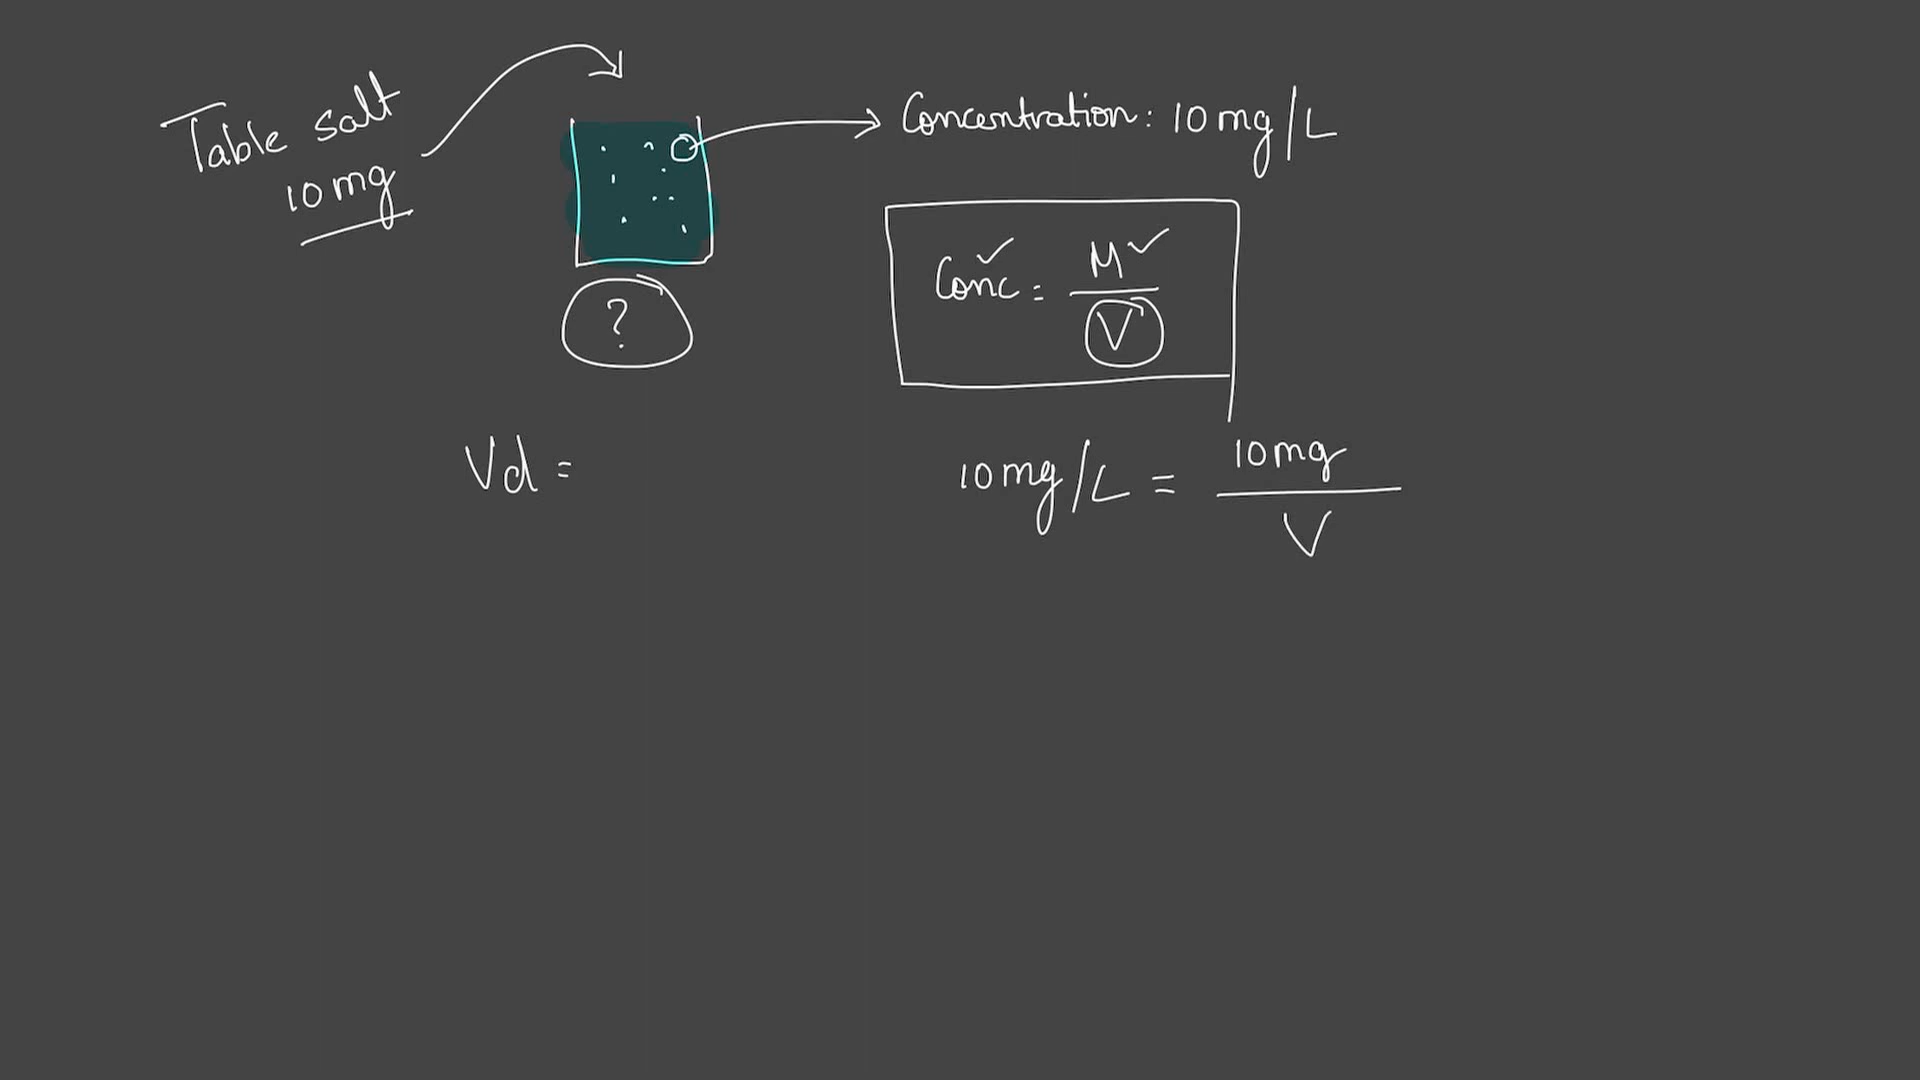 Table salt
10 mg
Concentration: 10 mg/L
?
Conc = M/V
Vd =
10 mg/L = 10 mg/V